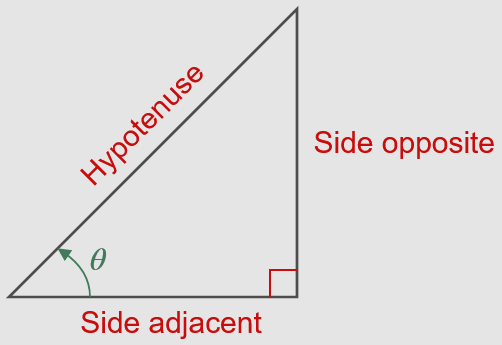 Hypotenuse
Side opposite
θ
Side adjacent